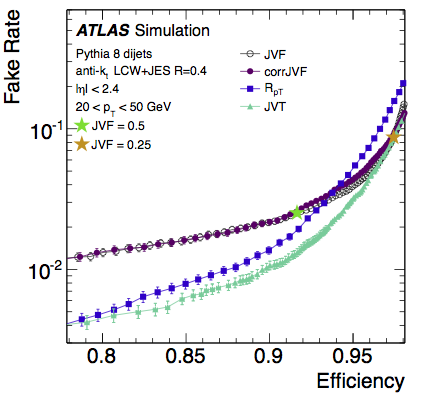 Fake Rate
ATLAS Simulation
Pythia 8 dijets
anti-kt LCW+JES R=0.4
|η| < 2.4
20 < pT < 50 GeV
JVF = 0.5
JVF = 0.25
JVF
corrJVF
RpT
JVT
10⁻¹
10⁻²
0.8 0.85 0.9 0.95
Efficiency